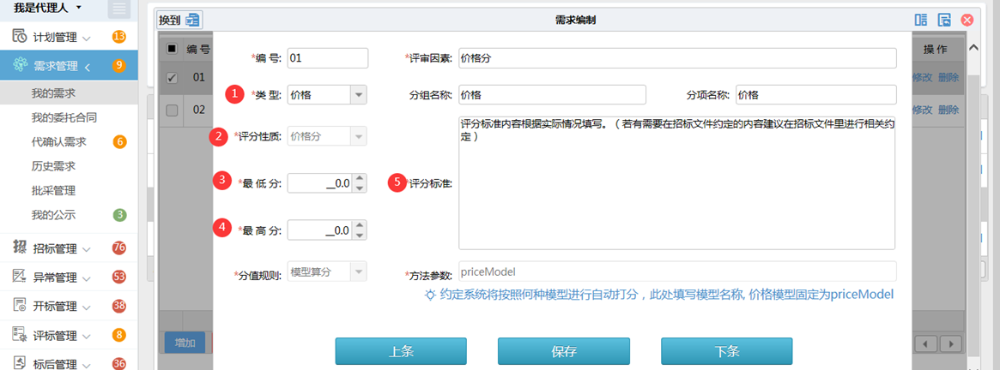 我是代理人
计划管理 13
需求管理 9
我的需求
我的委托合同
代确认需求 6
历史需求
批采管理
我的公示 3
招标管理 76
异常管理 53
开标管理 38
评标管理 8
标后管理 36
换到
需求编制
编 号
操 作
01
修改 删除
02
修改 删除
*编 号: 01
*评审因素: 价格分
1 *类 型: 价格
分组名称: 价格
分项名称: 价格
2 *评分性质: 价格分
3 *最 低 分: __0.0
4 *最 高 分: __0.0
5 *评分标准:
评分标准内容根据实际情况填写。（若有需要在招标文件约定的内容建议在招标文件里进行相关约
定）
*分值规则: 模型算分
*方法参数: priceModel
约定系统将按照何种模型进行自动打分，此处填写模型名称, 价格模型固定为priceModel
增加
上条
保存
下条